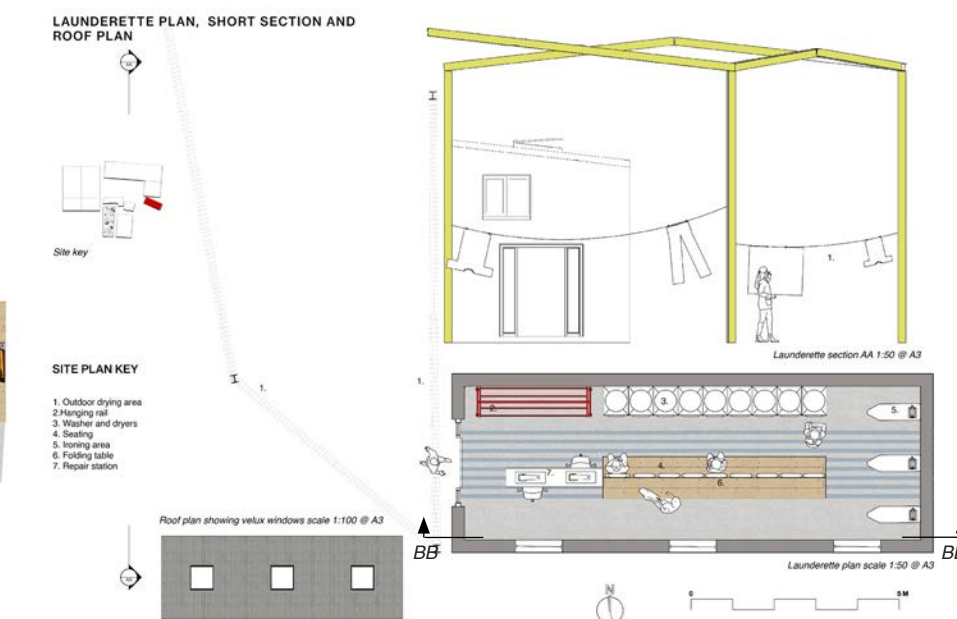 LAUNDERETTE PLAN, SHORT SECTION AND
ROOF PLAN
AA
Site key
1.
Launderette section AA 1:50 @ A3
SITE PLAN KEY
1. Outdoor drying area
2.Hanging rail
3. Washer and dryers
4. Seating
5. Ironing area
6. Folding table
7. Repair station
1.
1.
2.
3.
5.
4.
7.
6.
Roof plan showing velux windows scale 1:100 @ A3
BB
Launderette plan scale 1:50 @ A3
AA
N
0
5 M